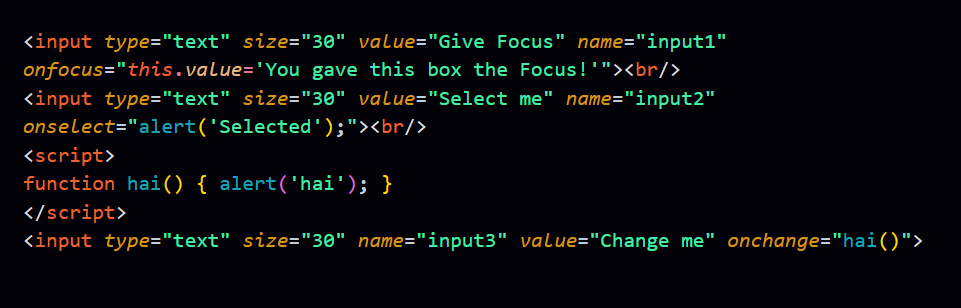 <input type="text" size="30" value="Give Focus" name="input1"
onfocus="this.value='You gave this box the Focus!'"><br/>
<input type="text" size="30" value="Select me" name="input2"
onselect="alert('Selected');"><br/>
<script>
function hai() { alert('hai'); }
</script>
<input type="text" size="30" name="input3" value="Change me" onchange="hai()">